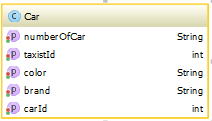 C Car
P numberOfCar String
P taxistId int
P color String
P brand String
P carId int